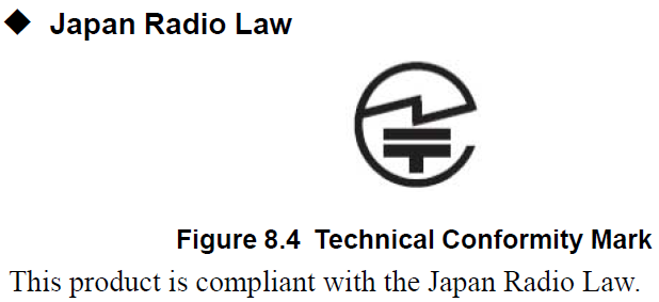 ◆ Japan Radio Law
Figure 8.4 Technical Conformity Mark
This product is compliant with the Japan Radio Law.